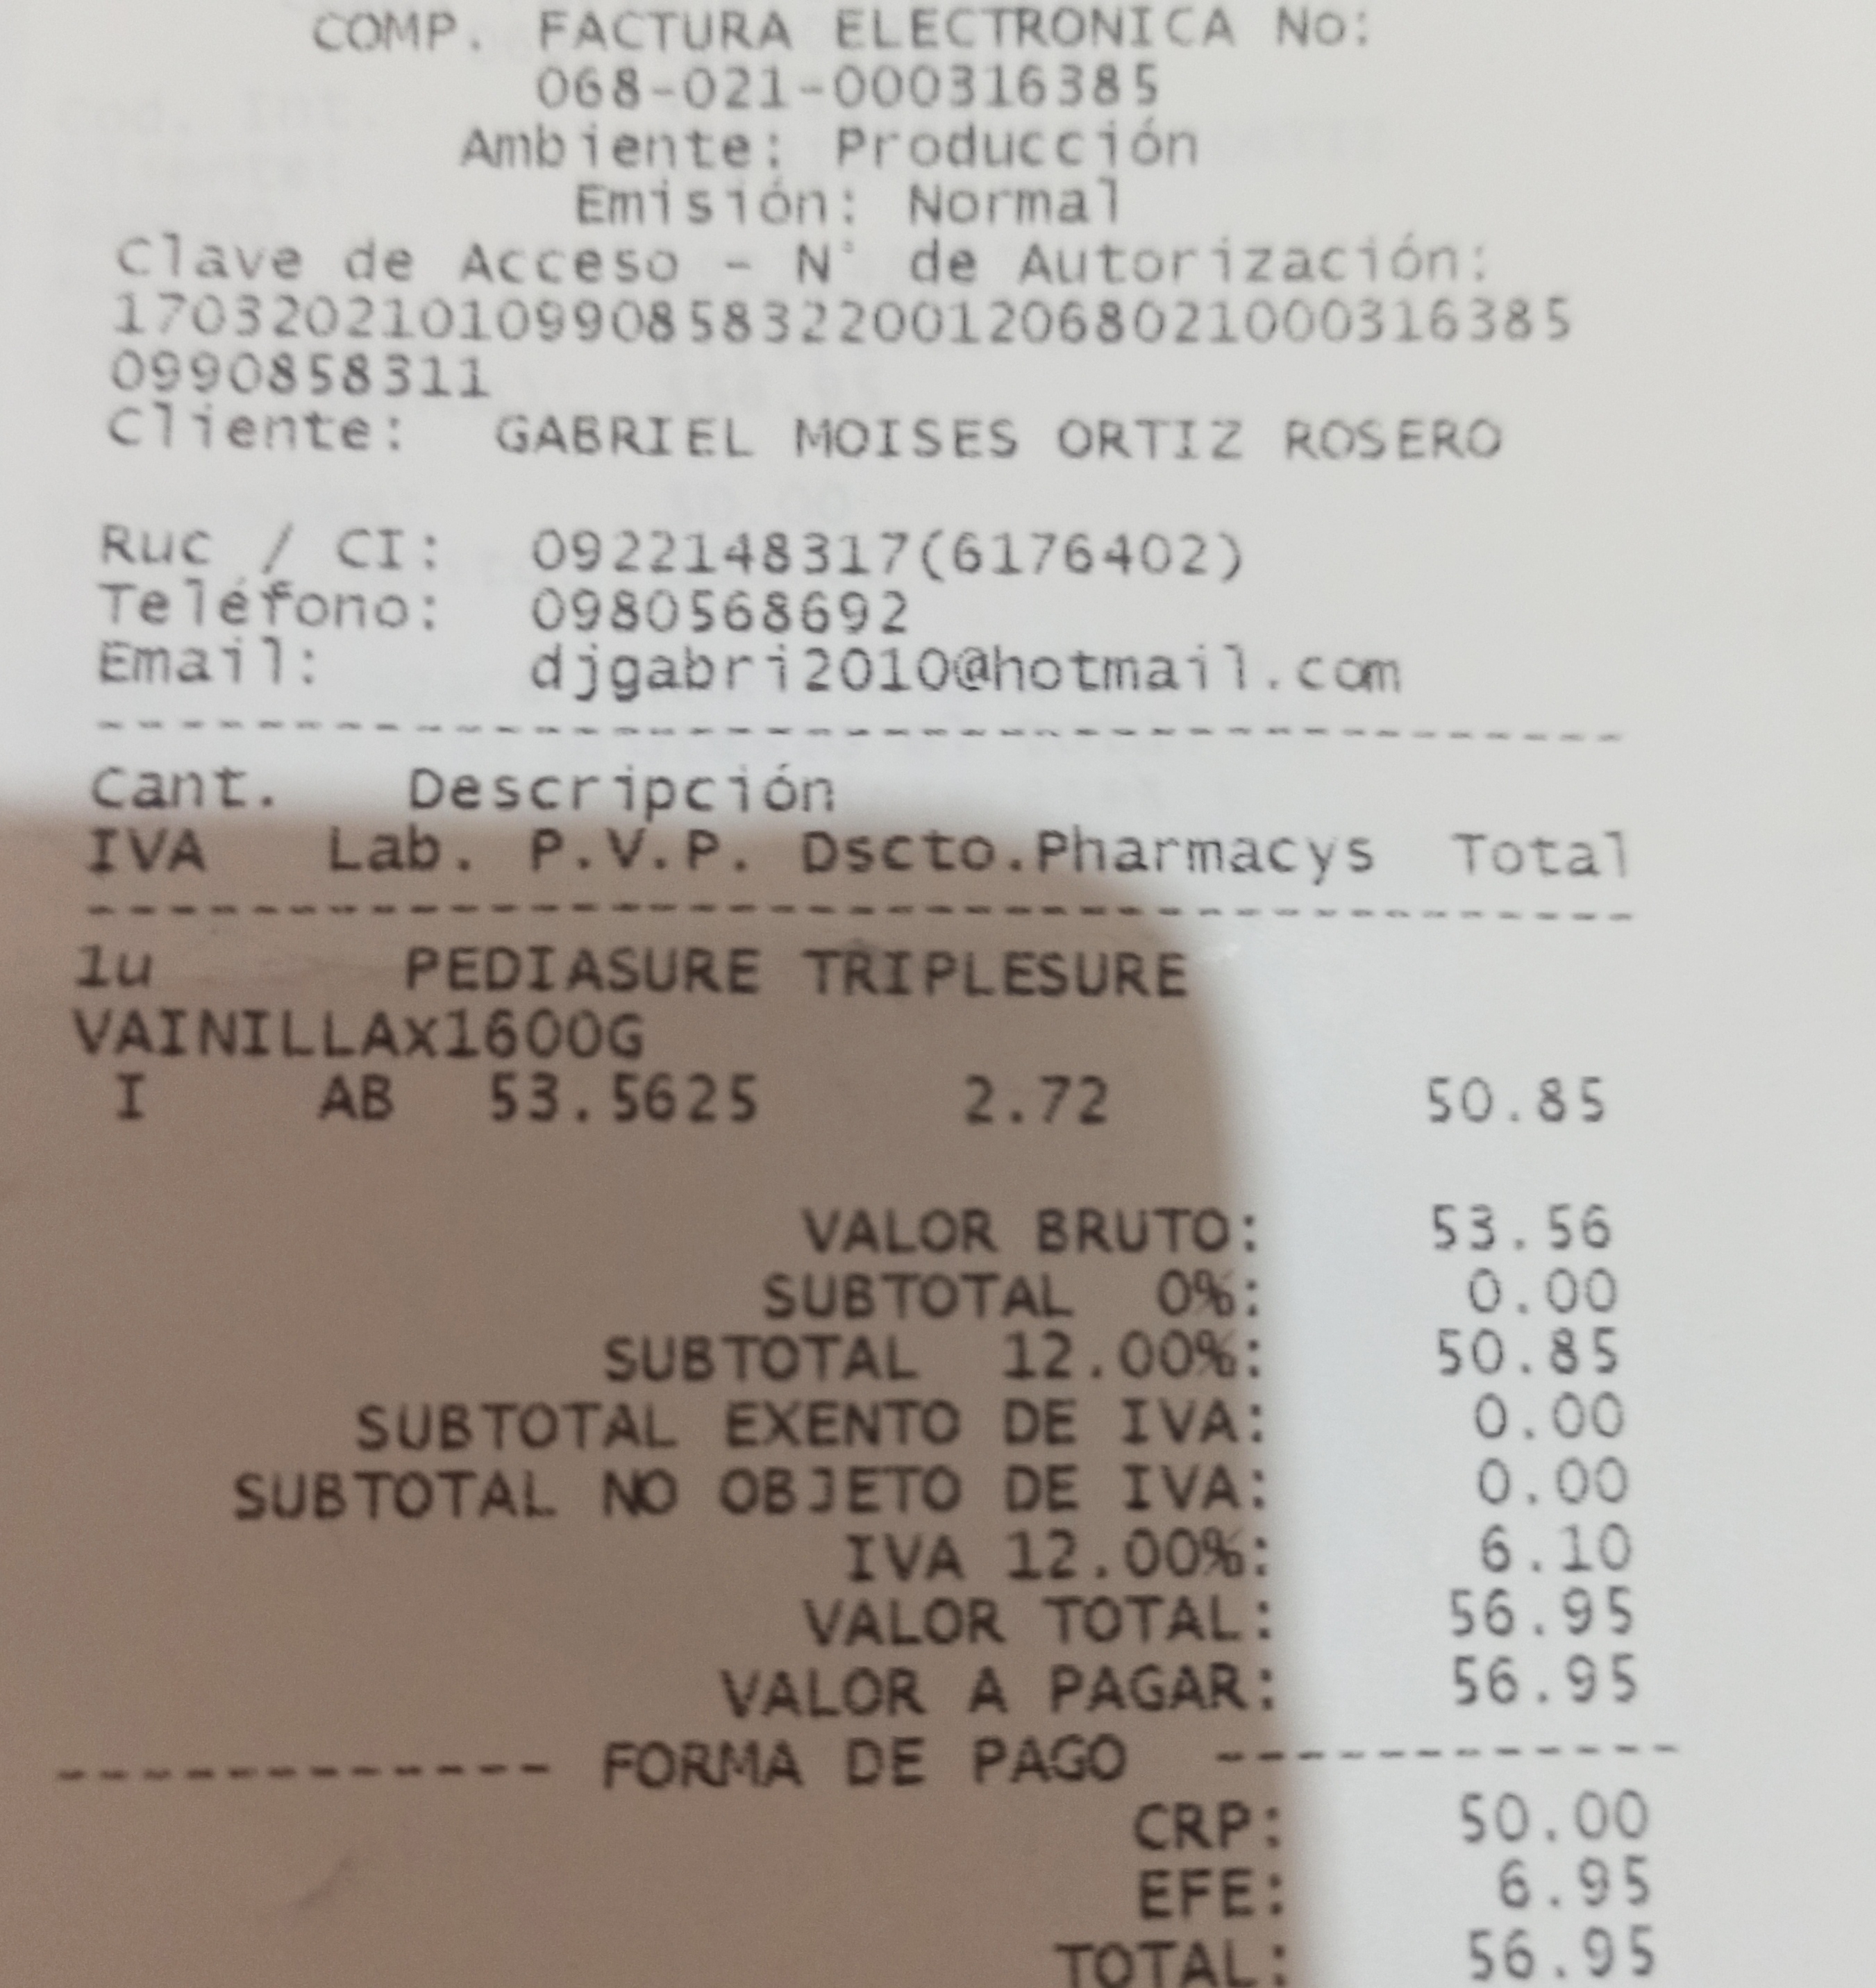 COMP. FACTURA ELECTRONICA No:
068-021-000316385
Ambiente: Producción
Emisión: Normal
Clave de Acceso - N° de Autorización:
170320210109908583220012068021000316385
0990858311
Cliente: GABRIEL MOISES ORTIZ ROSERO
Ruc / CI: 0922148317(6176402)
Teléfono: 0980568692
Email: djgabri2010@hotmail.com
Cant. Descripción
IVA Lab. P.V.P. Dscto.Pharmacys Total
1u PEDIASURE TRIPLESURE
VAINILLAx1600G
I AB 53.5625 2.72 50.85
VALOR BRUTO: 53.56
SUBTOTAL 0%: 0.00
SUBTOTAL 12.00%: 50.85
SUBTOTAL EXENTO DE IVA: 0.00
SUBTOTAL NO OBJETO DE IVA: 0.00
IVA 12.00%: 6.10
VALOR TOTAL: 56.95
VALOR A PAGAR: 56.95
------------ FORMA DE PAGO ------------
CRP: 50.00
EFE: 6.95
TOTAL: 56.95